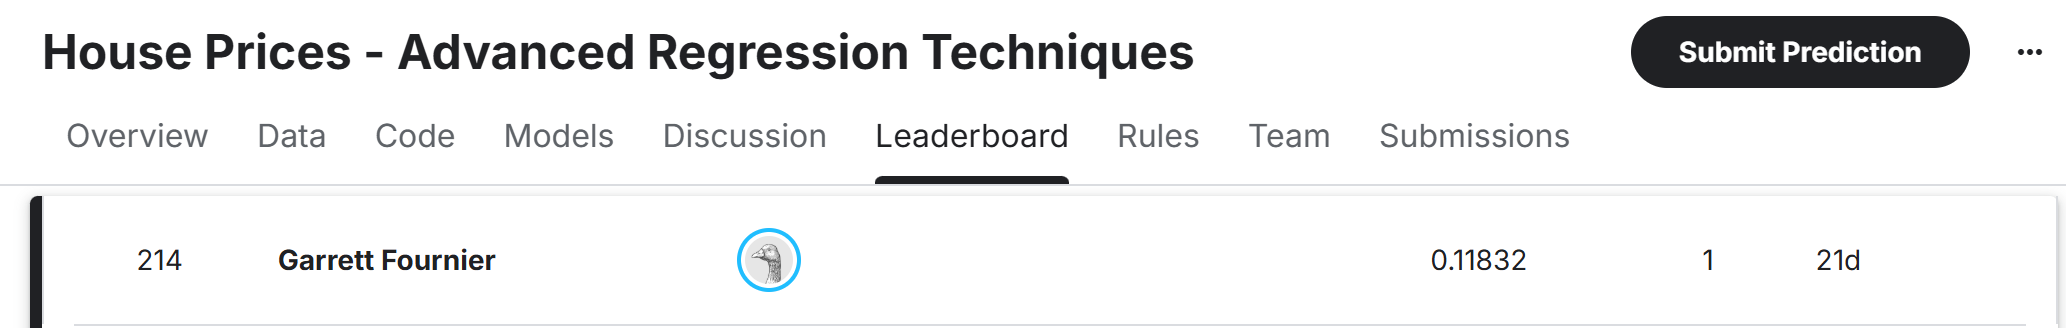 House Prices - Advanced Regression Techniques
Submit Prediction
Overview Data Code Models Discussion Leaderboard Rules Team Submissions
214 Garrett Fournier 0.11832 1 21d